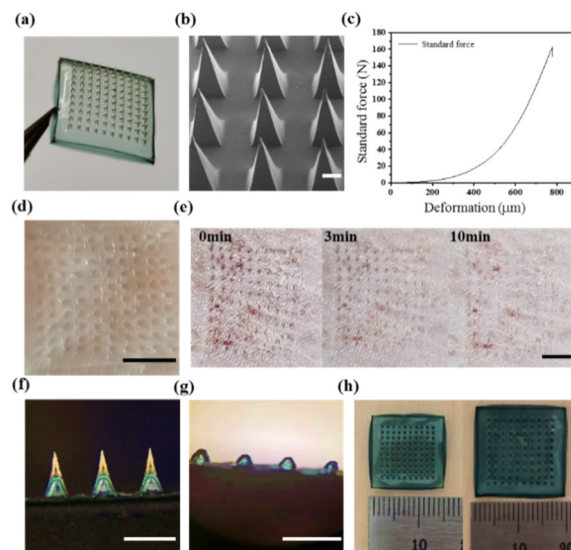 (a)
(b)
(c)
180
160
140
120
100
80
60
40
20
0
Standard force (N)
Standard force
0
200
400
600
800
Deformation (μm)
(d)
(e)
0min
3min
10min
(f)
(g)
(h)
10
10